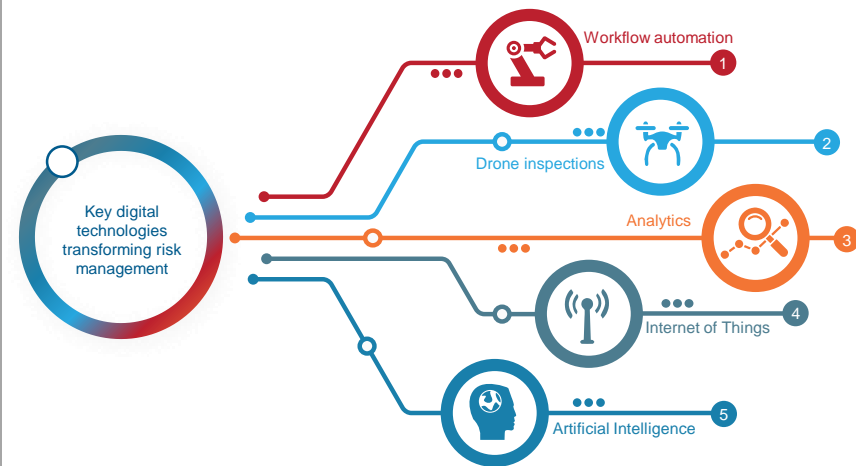 Key digital
technologies
transforming risk
management
Workflow automation
1
Drone inspections
2
Analytics
3
Internet of Things
4
Artificial Intelligence
5